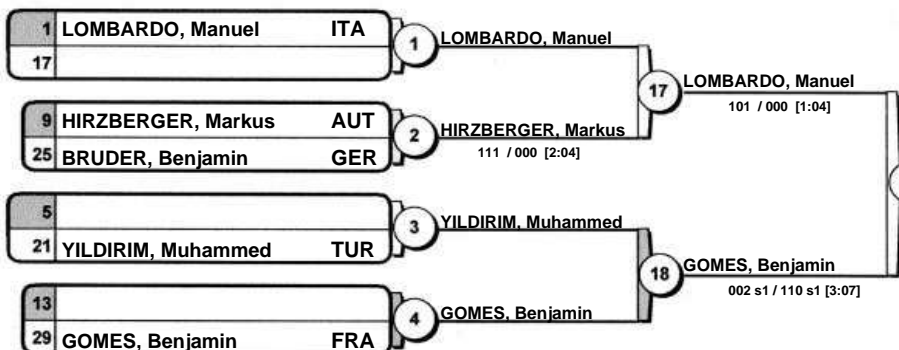 1 LOMBARDO, Manuel ITA
17
1
LOMBARDO, Manuel
9 HIRZBERGER, Markus AUT
25 BRUDER, Benjamin GER
2
HIRZBERGER, Markus
111 / 000 [2:04]
17
LOMBARDO, Manuel
101 / 000 [1:04]
5
21 YILDIRIM, Muhammed TUR
3
YILDIRIM, Muhammed
13
29 GOMES, Benjamin FRA
4
GOMES, Benjamin
18
GOMES, Benjamin
002 s1 / 110 s1 [3:07]